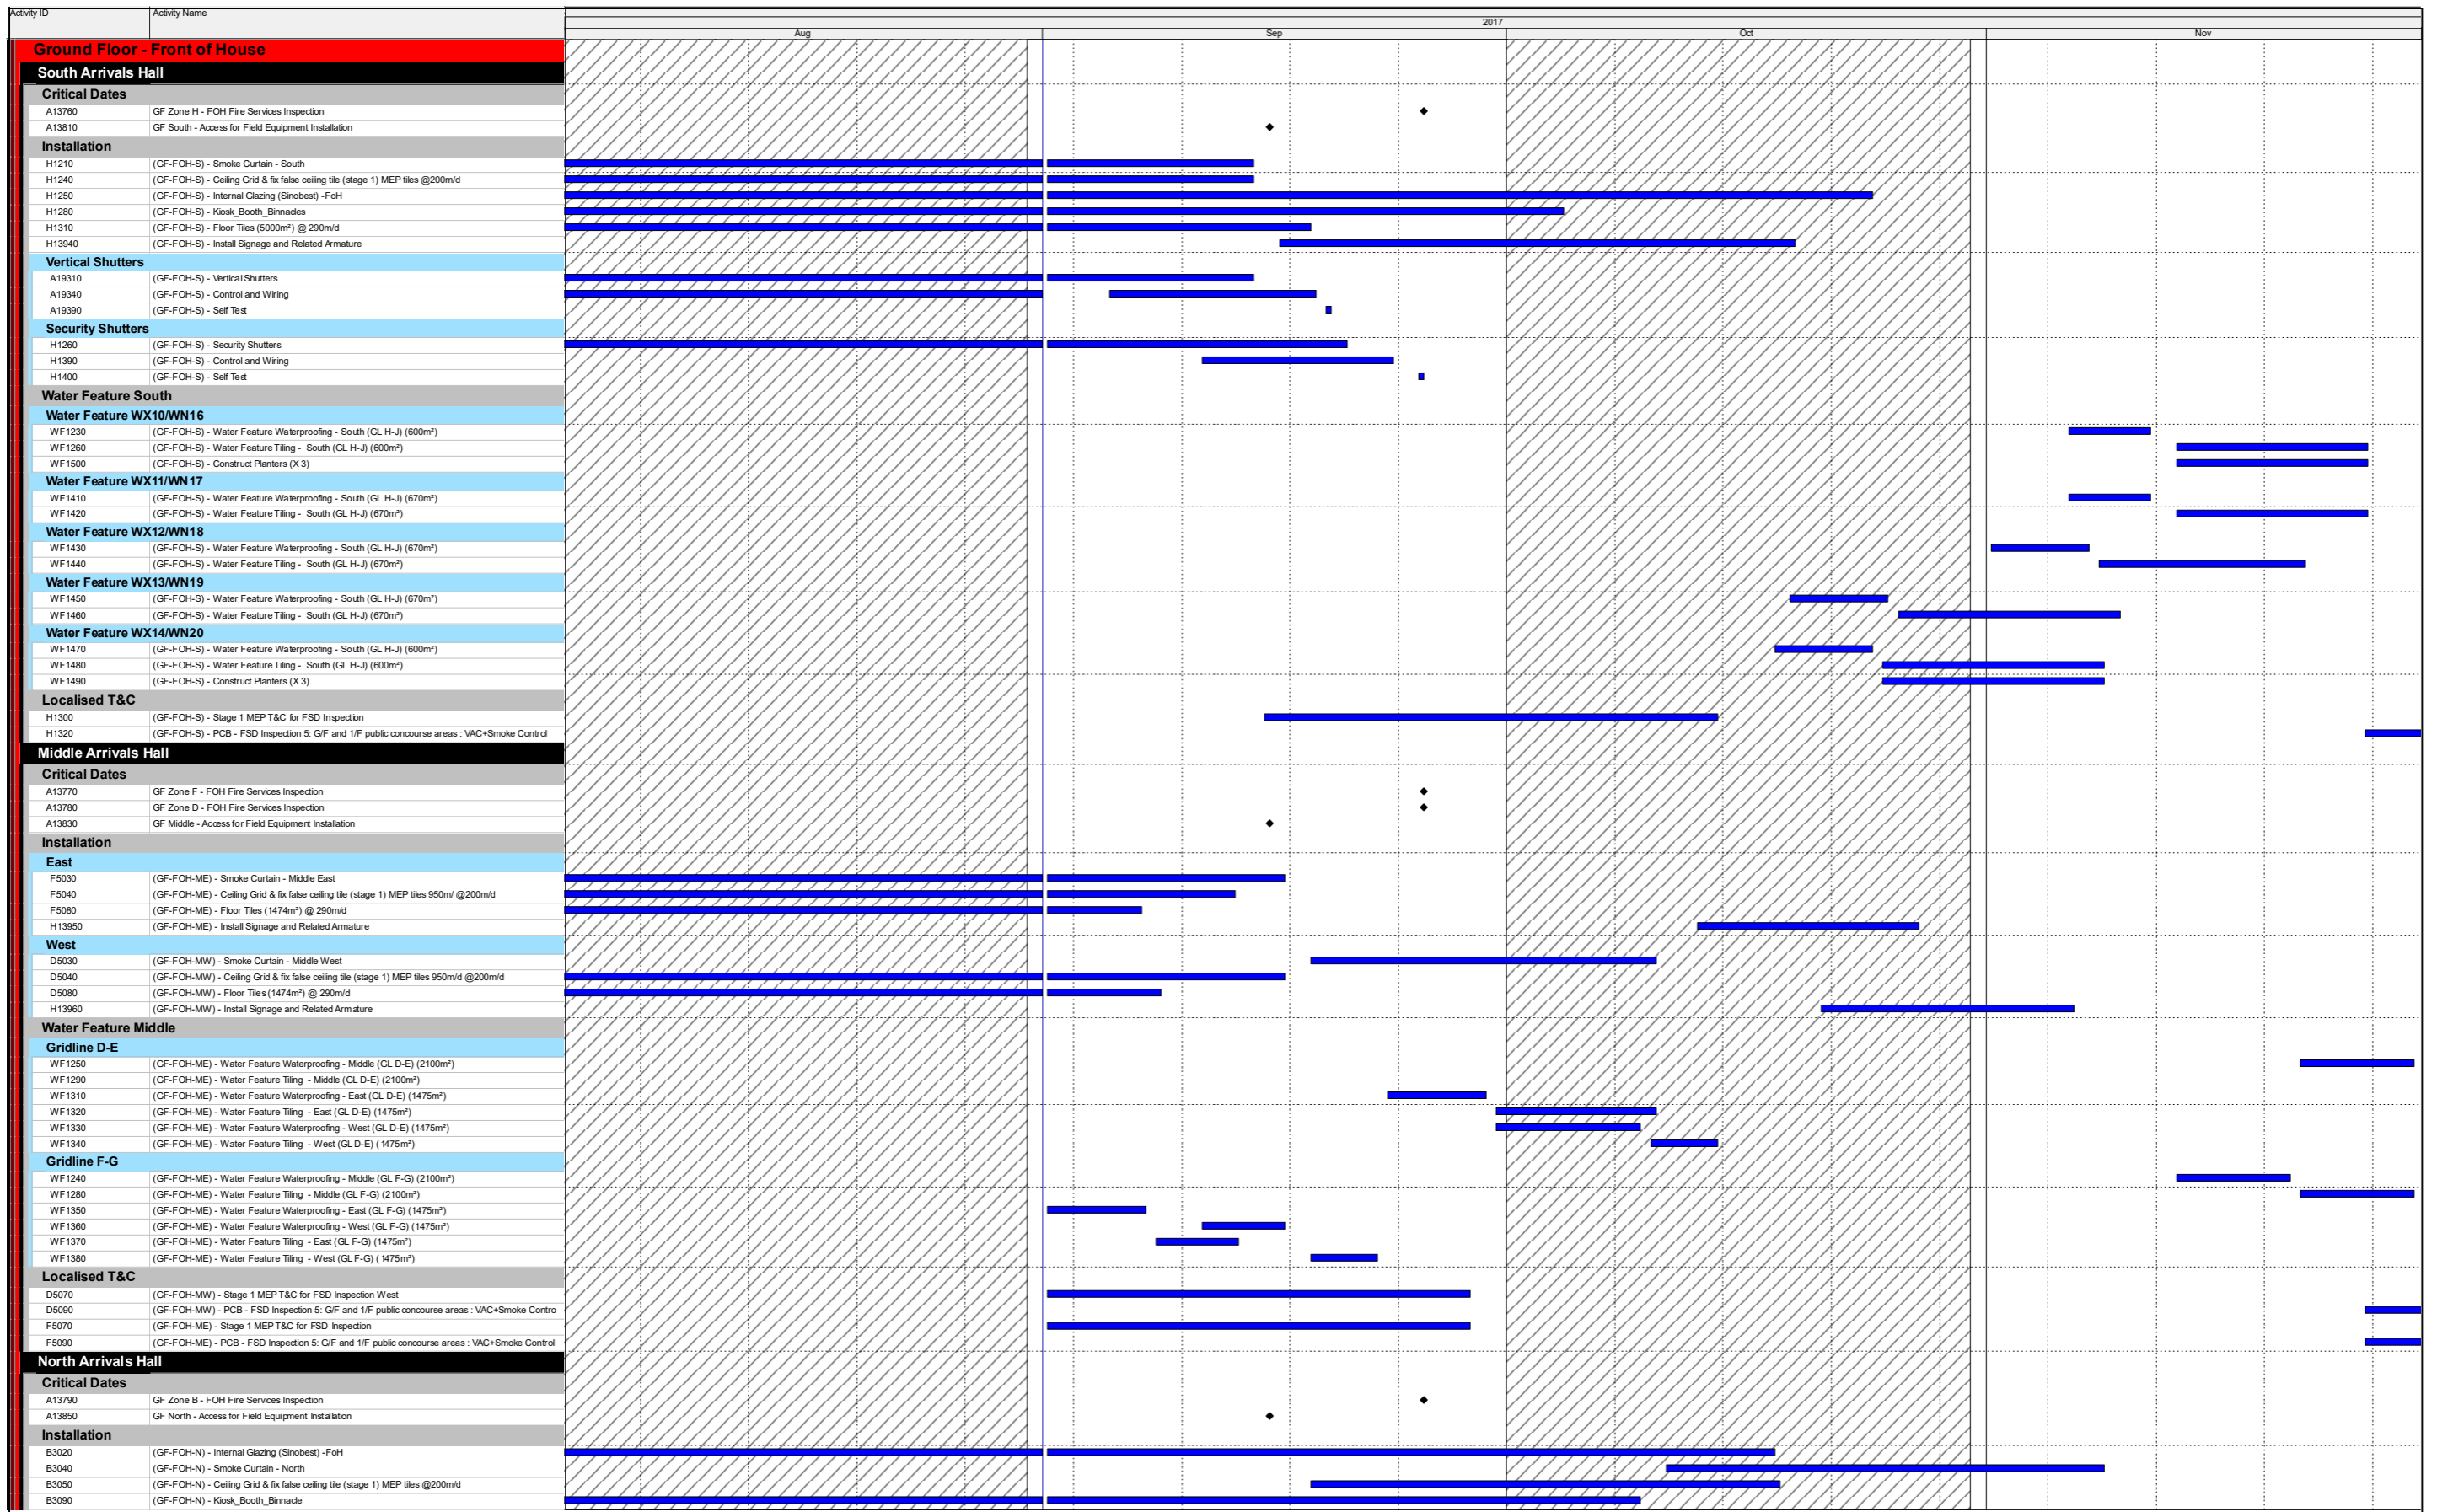 Activity ID Activity Name
2017
Aug Sep Oct Nov
Ground Floor - Front of House
South Arrivals Hall
Critical Dates
A13760 GF Zone H - FOH Fire Services Inspection
A13810 GF South - Access for Field Equipment Installation
Installation
H1210 (GF-FOH-S) - Smoke Curtain - South
H1240 (GF-FOH-S) - Ceiling Grid & fix false ceiling tile (stage 1) MEP tiles @200m/d
H1250 (GF-FOH-S) - Internal Glazing (Sinobest) -FoH
H1280 (GF-FOH-S) - Kiosk_Booth_Binnacles
H1310 (GF-FOH-S) - Floor Tiles (5000m²) @ 290m/d
H13940 (GF-FOH-S) - Install Signage and Related Armature
Vertical Shutters
A19310 (GF-FOH-S) - Vertical Shutters
A19340 (GF-FOH-S) - Control and Wiring
A19390 (GF-FOH-S) - Self Test
Security Shutters
H1260 (GF-FOH-S) - Security Shutters
H1390 (GF-FOH-S) - Control and Wiring
H1400 (GF-FOH-S) - Self Test
Water Feature South
Water Feature WX10/WN16
WF1230 (GF-FOH-S) - Water Feature Waterproofing - South (GL H-J) (600m²)
WF1260 (GF-FOH-S) - Water Feature Tiling - South (GL H-J) (600m²)
WF1500 (GF-FOH-S) - Construct Planters (X 3)
Water Feature WX11/WN17
WF1410 (GF-FOH-S) - Water Feature Waterproofing - South (GL H-J) (670m²)
WF1420 (GF-FOH-S) - Water Feature Tiling - South (GL H-J) (670m²)
Water Feature WX12/WN18
WF1430 (GF-FOH-S) - Water Feature Waterproofing - South (GL H-J) (670m²)
WF1440 (GF-FOH-S) - Water Feature Tiling - South (GL H-J) (670m²)
Water Feature WX13/WN19
WF1450 (GF-FOH-S) - Water Feature Waterproofing - South (GL H-J) (670m²)
WF1460 (GF-FOH-S) - Water Feature Tiling - South (GL H-J) (670m²)
Water Feature WX14/WN20
WF1470 (GF-FOH-S) - Water Feature Waterproofing - South (GL H-J) (600m²)
WF1480 (GF-FOH-S) - Water Feature Tiling - South (GL H-J) (600m²)
WF1490 (GF-FOH-S) - Construct Planters (X 3)
Localised T&C
H1300 (GF-FOH-S) - Stage 1 MEP T&C for FSD Inspection
H1320 (GF-FOH-S) - PCB - FSD Inspection 5: G/F and 1/F public concourse areas : VAC+Smoke Control
Middle Arrivals Hall
Critical Dates
A13770 GF Zone F - FOH Fire Services Inspection
A13780 GF Zone D - FOH Fire Services Inspection
A13830 GF Middle - Access for Field Equipment Installation
Installation
East
F5030 (GF-FOH-ME) - Smoke Curtain - Middle East
F5040 (GF-FOH-ME) - Ceiling Grid & fix false ceiling tile (stage 1) MEP tiles 950m/ @200m/d
F5080 (GF-FOH-ME) - Floor Tiles (1474m²) @ 290m/d
H13950 (GF-FOH-ME) - Install Signage and Related Armature
West
D5030 (GF-FOH-MW) - Smoke Curtain - Middle West
D5040 (GF-FOH-MW) - Ceiling Grid & fix false ceiling tile (stage 1) MEP tiles 950m/d @200m/d
D5080 (GF-FOH-MW) - Floor Tiles (1474m²) @ 290m/d
H13960 (GF-FOH-MW) - Install Signage and Related Armature
Water Feature Middle
Gridline D-E
WF1250 (GF-FOH-ME) - Water Feature Waterproofing - Middle (GL D-E) (2100m²)
WF1290 (GF-FOH-ME) - Water Feature Tiling - Middle (GL D-E) (2100m²)
WF1310 (GF-FOH-ME) - Water Feature Waterproofing - East (GL D-E) (1475m²)
WF1320 (GF-FOH-ME) - Water Feature Tiling - East (GL D-E) (1475m²)
WF1330 (GF-FOH-ME) - Water Feature Waterproofing - West (GL D-E) (1475m²)
WF1340 (GF-FOH-ME) - Water Feature Tiling - West (GL D-E) (1475m²)
Gridline F-G
WF1240 (GF-FOH-ME) - Water Feature Waterproofing - Middle (GL F-G) (2100m²)
WF1280 (GF-FOH-ME) - Water Feature Tiling - Middle (GL F-G) (2100m²)
WF1350 (GF-FOH-ME) - Water Feature Waterproofing - East (GL F-G) (1475m²)
WF1360 (GF-FOH-ME) - Water Feature Waterproofing - West (GL F-G) (1475m²)
WF1370 (GF-FOH-ME) - Water Feature Tiling - East (GL F-G) (1475m²)
WF1380 (GF-FOH-ME) - Water Feature Tiling - West (GL F-G) (1475m²)
Localised T&C
D5070 (GF-FOH-MW) - Stage 1 MEP T&C for FSD Inspection West
D5090 (GF-FOH-MW) - PCB - FSD Inspection 5: G/F and 1/F public concourse areas : VAC+Smoke Contro
F5070 (GF-FOH-ME) - Stage 1 MEP T&C for FSD Inspection
F5090 (GF-FOH-ME) - PCB - FSD Inspection 5: G/F and 1/F public concourse areas : VAC+Smoke Control
North Arrivals Hall
Critical Dates
A13790 GF Zone B - FOH Fire Services Inspection
A13850 GF North - Access for Field Equipment Installation
Installation
B3020 (GF-FOH-N) - Internal Glazing (Sinobest) -FoH
B3040 (GF-FOH-N) - Smoke Curtain - North
B3050 (GF-FOH-N) - Ceiling Grid & fix false ceiling tile (stage 1) MEP tiles @200m/d
B3090 (GF-FOH-N) - Kiosk_Booth_Binnacle